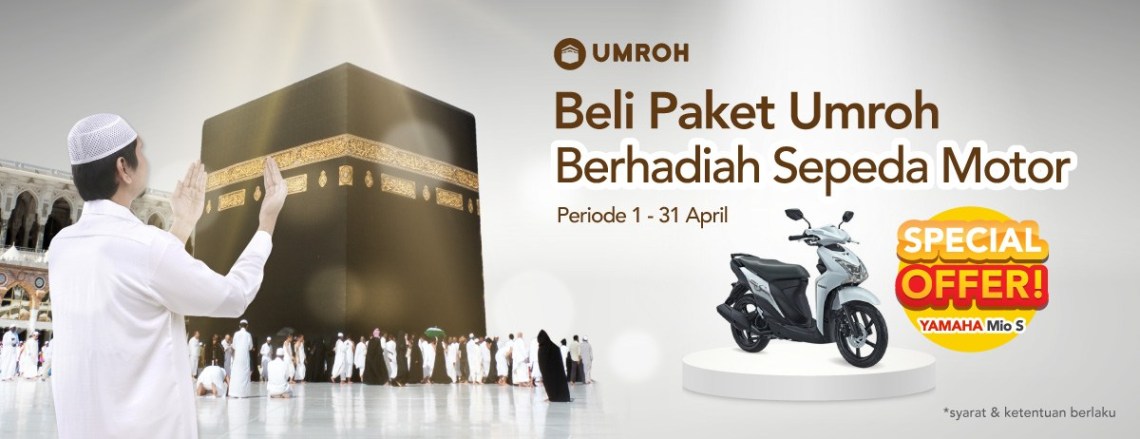 UMROH
Beli Paket Umroh
Berhadiah Sepeda Motor
Periode 1 - 31 April
SPECIAL
OFFER!
YAMAHA Mio S
*syarat & ketentuan berlaku